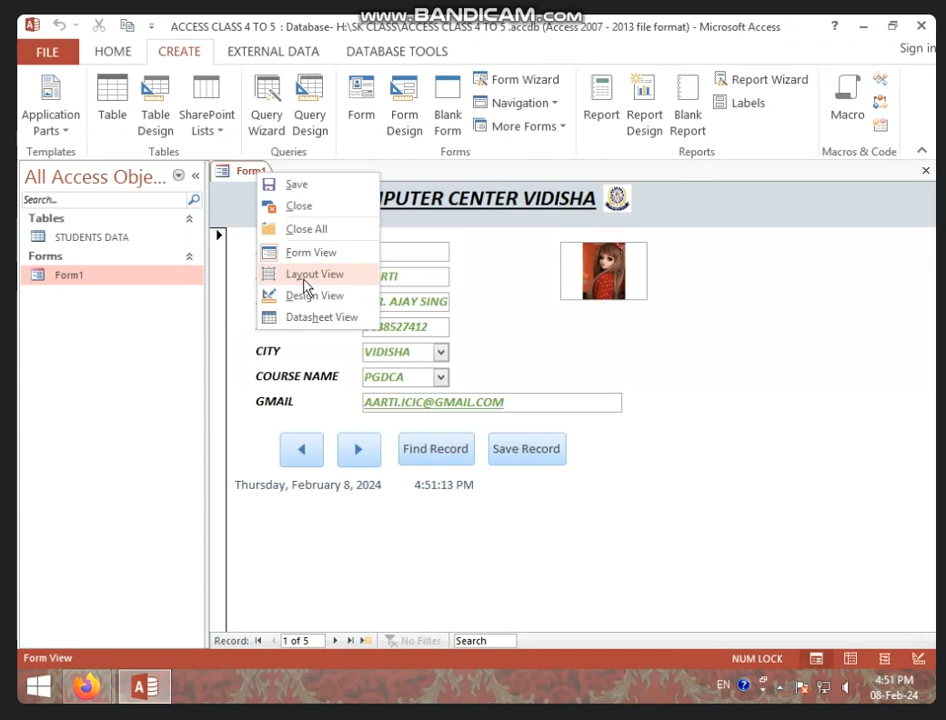 www.BANDICAM.com
ACCESS CLASS 4 TO 5 : Database- H:\SK CLASS\ACCESS CLASS 4 TO 5 .accdb (Access 2007 - 2013 file format) - Microsoft Access
FILE HOME CREATE EXTERNAL DATA DATABASE TOOLS Sign in
Application Parts
Table
Table Design
SharePoint Lists
Query Wizard
Query Design
Form
Form Design
Blank Form
Form Wizard
Navigation
More Forms
Report
Report Design
Blank Report
Report Wizard
Labels
Macro
Templates Tables Queries Forms Reports Macros & Code
All Access Obje...
Search...
Tables
STUDENTS DATA
Forms
Form1
Form1
Save
Close
Close All
Form View
Layout View
Design View
Datasheet View
PUTER CENTER VIDISHA
RTI
R. AJAY SING
38527412
CITY VIDISHA
COURSE NAME PGDCA
GMAIL AARTI.ICIC@GMAIL.COM
Find Record Save Record
Thursday, February 8, 2024 4:51:13 PM
Record: 1 of 5 No Filter Search
Form View NUM LOCK
EN 4:51 PM
08-Feb-24